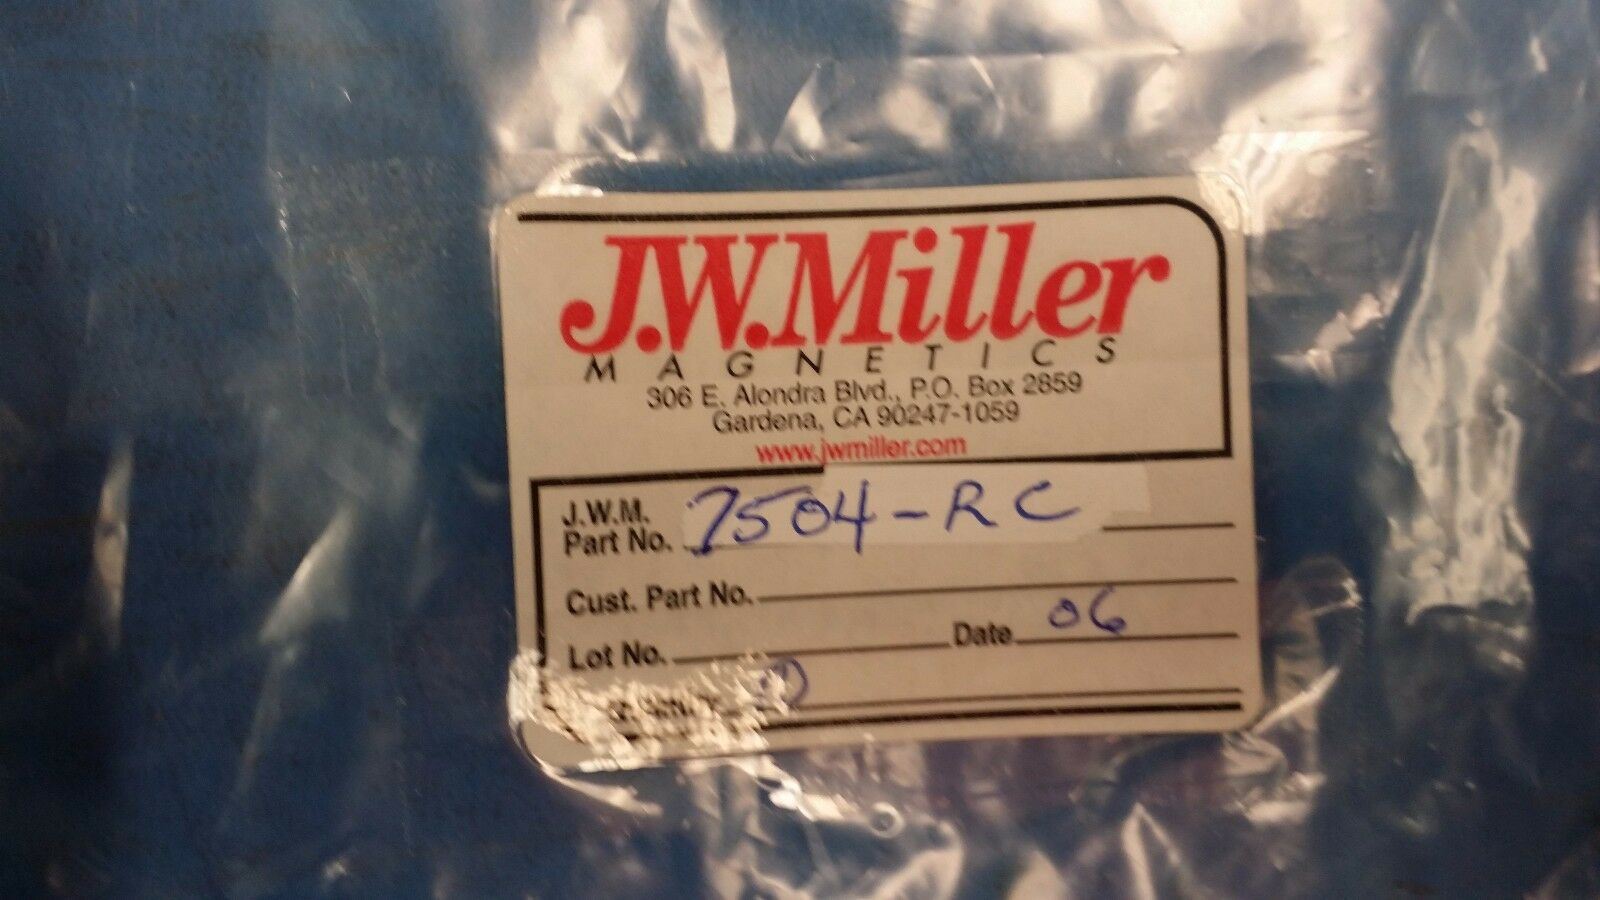 J.W.Miller
MAGNETICS
306 E. Alondra Blvd., P.O. Box 2859
Gardena, CA 90247-1059
www.jwmiller.com
J.W.M.
Part No. 7504-RC
Cust. Part No.
Lot No. Date 06